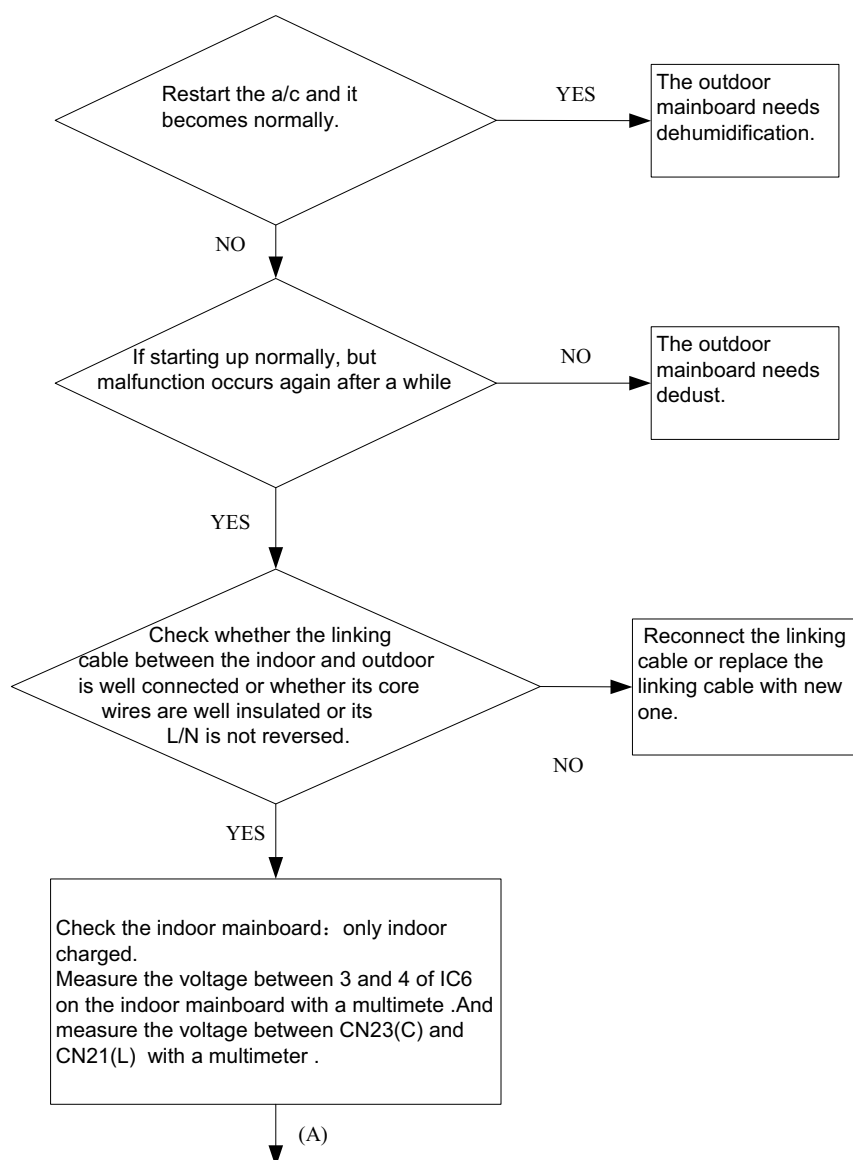 Restart the a/c and it
becomes normally.
YES
The outdoor
mainboard needs
dehumidification.
NO
If starting up normally, but
malfunction occurs again after a while
NO
The outdoor
mainboard needs
dedust.
YES
Check whether the linking
cable between the indoor and outdoor
is well connected or whether its core
wires are well insulated or its
L/N is not reversed.
Reconnect the linking
cable or replace the
linking cable with new
one.
NO
YES
Check the indoor mainboard：only indoor
charged.
Measure the voltage between 3 and 4 of IC6
on the indoor mainboard with a multimete .And
measure the voltage between CN23(C) and
CN21(L)  with a multimeter .
(A)